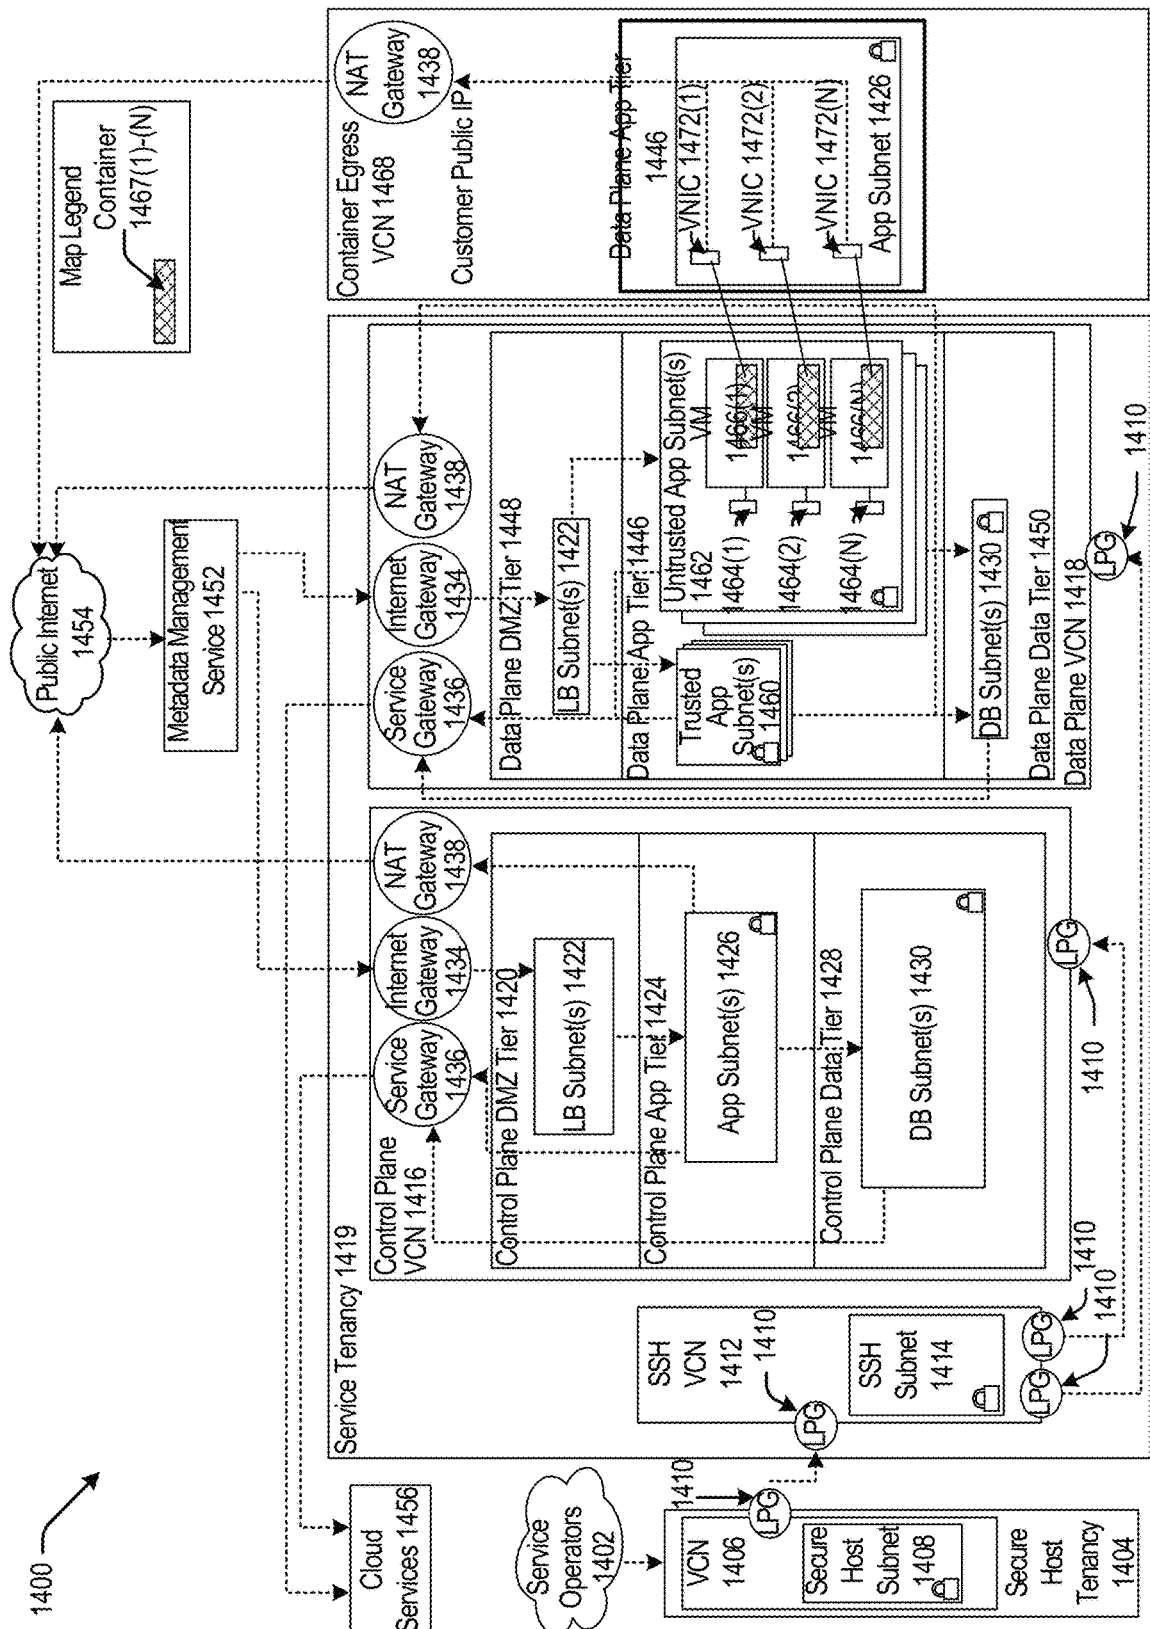 1400
Cloud
Services 1456
Service
Operators
1402
VCN
1406
Secure
Host
Subnet
1408
Secure
Host
Tenancy
1404
LPG
1410
Public Internet
1454
Metadata Management
Service 1452
Map Legend
Container
1467(1)-(N)
Service Tenancy 1419
SSH
VCN
1412
1410
LPG
SSH
Subnet
1414
LPG
LPG
1410
1410
Control Plane
VCN 1416
Service
Gateway
1436
Internet
Gateway
1434
NAT
Gateway
1438
Control Plane DMZ Tier 1420
LB Subnet(s) 1422
Control Plane App Tier 1424
App Subnet(s) 1426
Control Plane Data Tier 1428
DB Subnet(s) 1430
LPG
1410
Service
Gateway
1436
Internet
Gateway
1434
NAT
Gateway
1438
Data Plane DMZ Tier 1448
LB Subnet(s) 1422
Data Plane App Tier 1446
Trusted
App
Subnet(s)
1460
Untrusted App Subnet(s)
1462
1464(1)
VM
1466(1)
1464(2)
VM
1466(2)
1464(N)
VM
1466(N)
DB Subnet(s) 1430
Data Plane Data Tier 1450
Data Plane VCN 1418
LPG
1410
Container Egress
VCN 1468
NAT
Gateway
1438
Customer Public IP
Data Plane App Tier
1446
VNIC 1472(1)
VNIC 1472(2)
VNIC 1472(N)
App Subnet 1426